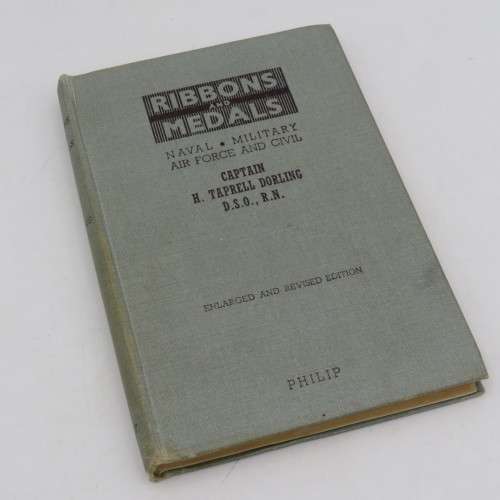 RIBBONS
AND
MEDALS
NAVAL • MILITARY
AIR FORCE AND CIVIL
CAPTAIN
H. TAPRELL DORLING
D.S.O., R.N.
ENLARGED AND REVISED EDITION
PHILIP